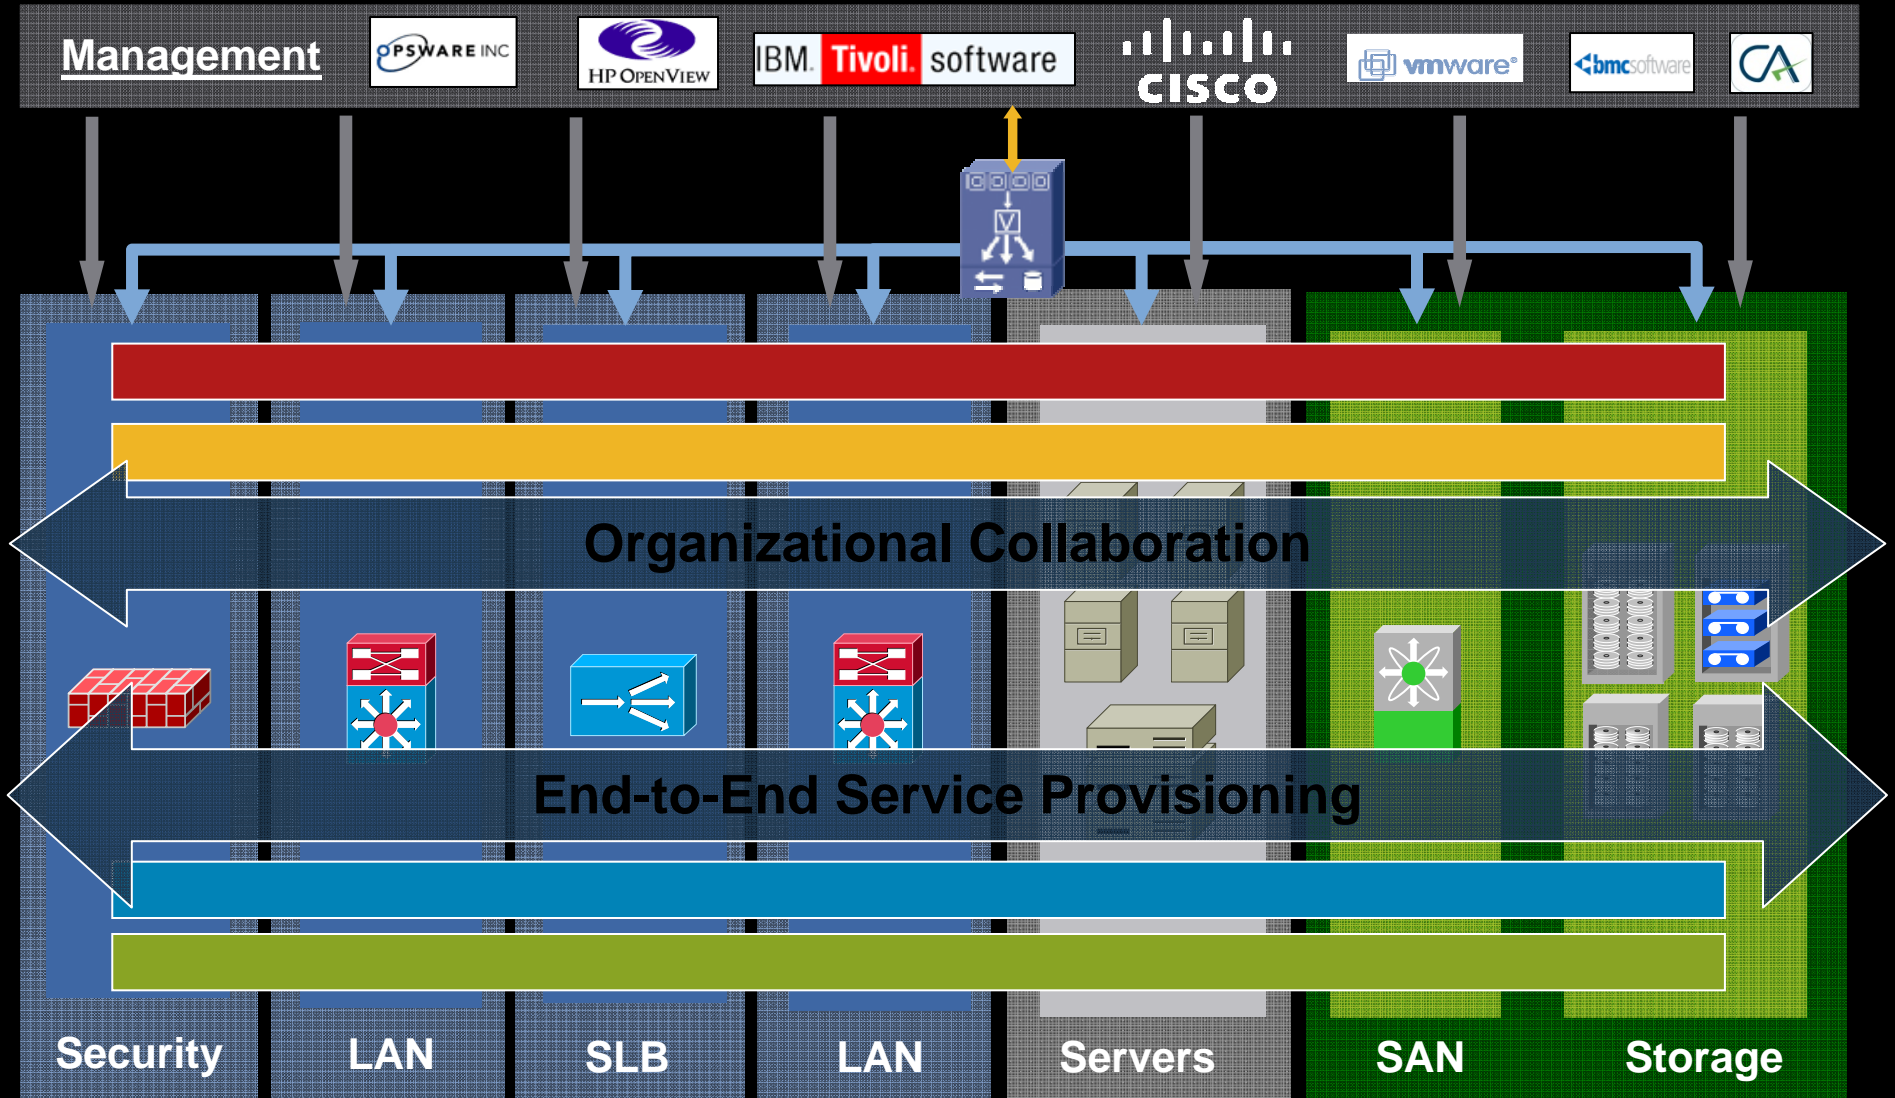 Management
OPSWARE INC
HP OPENVIEW
IBM. Tivoli. software
CISCO
vmware®
bmcsoftware
CA
V
Organizational Collaboration
End-to-End Service Provisioning
Security
LAN
SLB
LAN
Servers
SAN
Storage